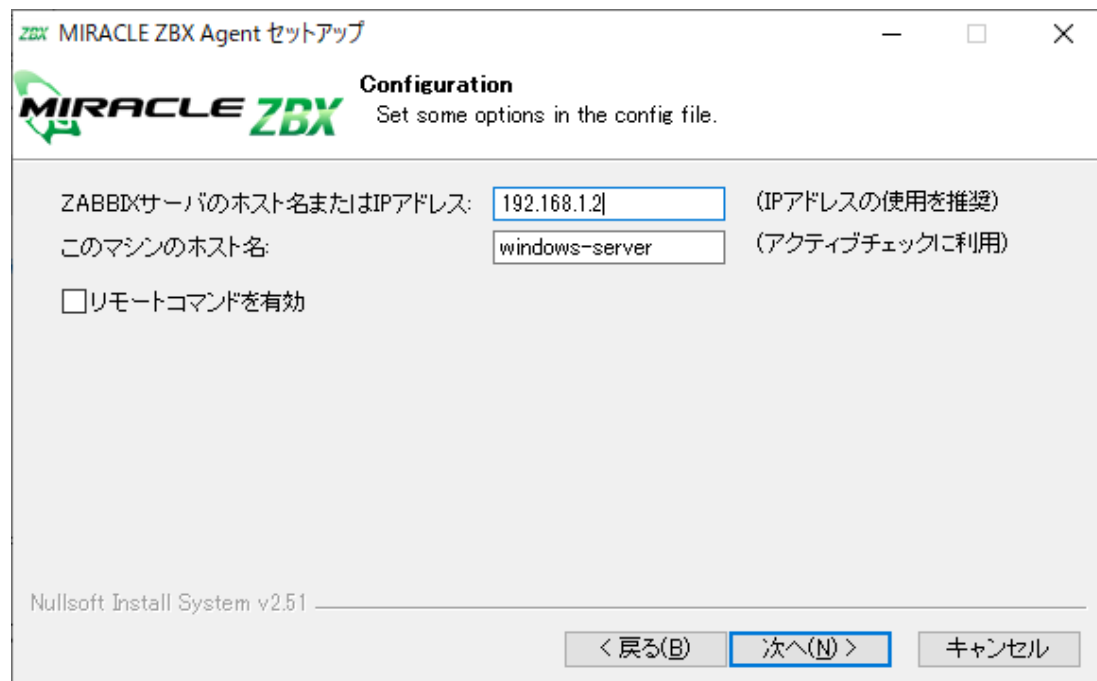 ZBX MIRACLE ZBX Agent セットアップ
MIRACLE ZBX
Configuration
Set some options in the config file.
ZABBIXサーバのホスト名またはIPアドレス: 192.168.1.2 (IPアドレスの使用を推奨)
このマシンのホスト名: windows-server (アクティブチェックに利用)
リモートコマンドを有効
Nullsoft Install System v2.51
< 戻る(B) 次へ(N) > キャンセル